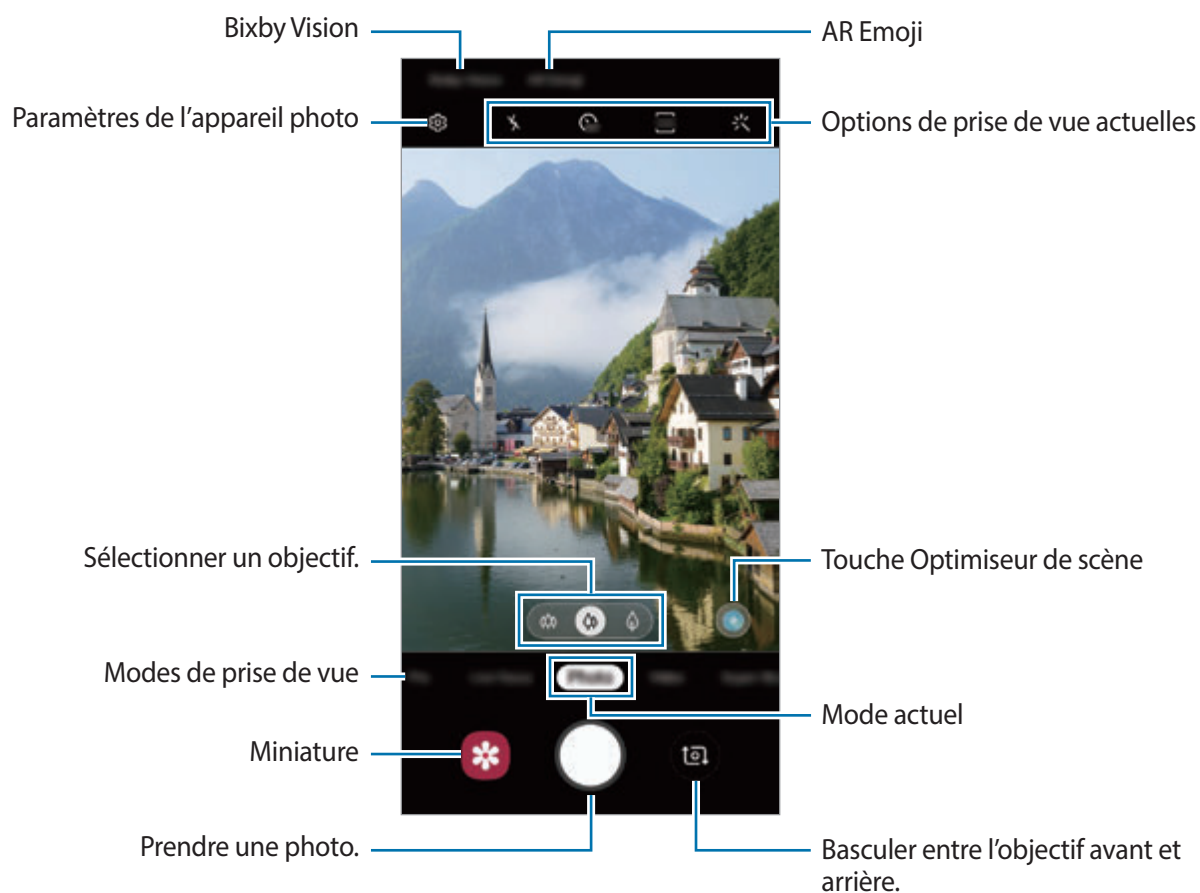 Bixby Vision
AR Emoji
Paramètres de l'appareil photo
Options de prise de vue actuelles
Sélectionner un objectif.
Touche Optimiseur de scène
Modes de prise de vue
Photo
Mode actuel
Miniature
Prendre une photo.
Basculer entre l'objectif avant et
arrière.